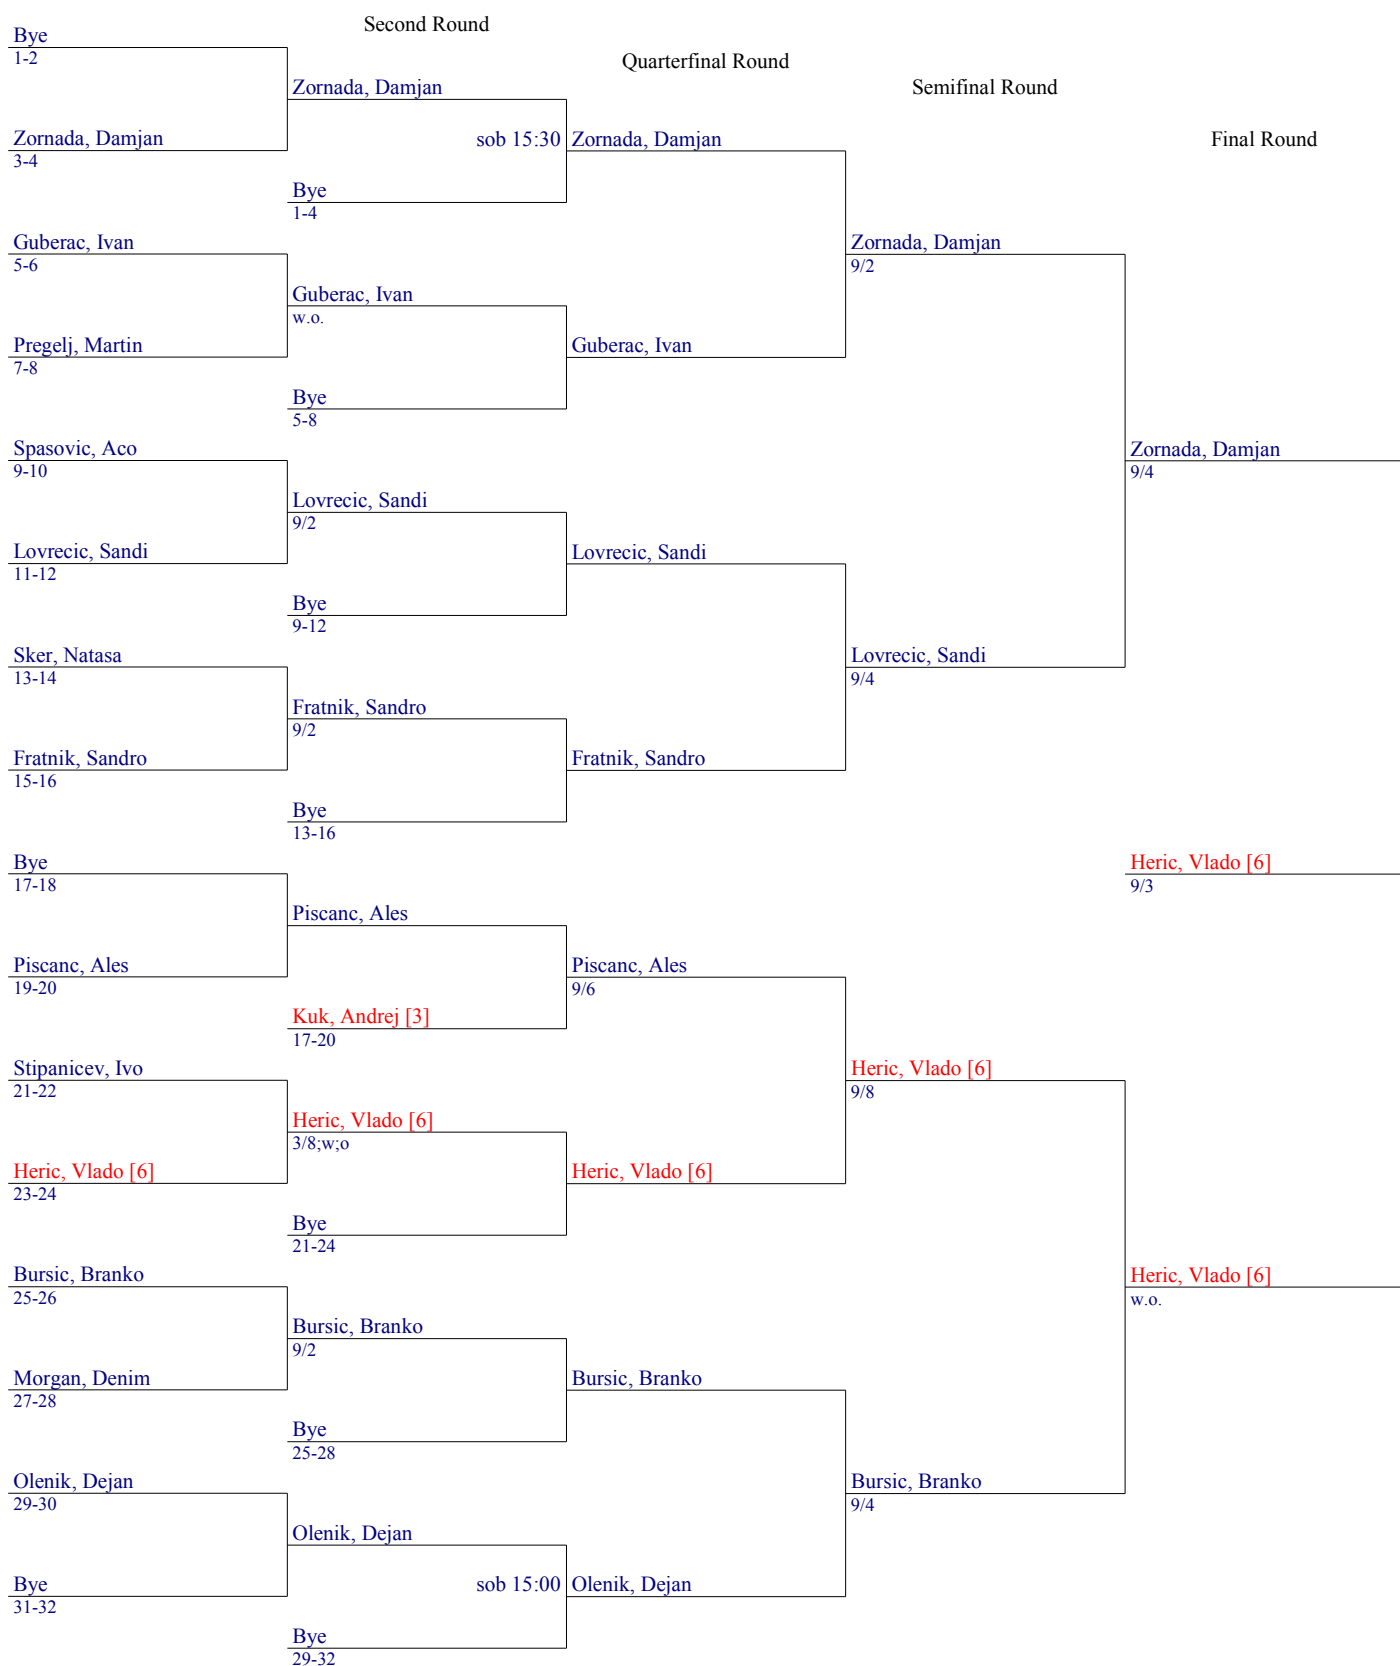 Second Round
Quarterfinal Round
Semifinal Round
Final Round
Bye
1-2
Zornada, Damjan
3-4
Guberac, Ivan
5-6
Pregelj, Martin
7-8
Spasovic, Aco
9-10
Lovrecic, Sandi
11-12
Sker, Natasa
13-14
Fratnik, Sandro
15-16
Bye
17-18
Piscanc, Ales
19-20
Stipanicev, Ivo
21-22
Heric, Vlado [6]
23-24
Bursic, Branko
25-26
Morgan, Denim
27-28
Olenik, Dejan
29-30
Bye
31-32
Zornada, Damjan
Bye
1-4
Guberac, Ivan
w.o.
Bye
5-8
Lovrecic, Sandi
9/2
Bye
9-12
Fratnik, Sandro
9/2
Bye
13-16
Piscanc, Ales
Kuk, Andrej [3]
17-20
Heric, Vlado [6]
3/8;w;o
Bye
21-24
Bursic, Branko
9/2
Bye
25-28
Olenik, Dejan
Bye
29-32
sob 15:30 Zornada, Damjan
Guberac, Ivan
Lovrecic, Sandi
Fratnik, Sandro
Piscanc, Ales
9/6
Heric, Vlado [6]
Bursic, Branko
sob 15:00 Olenik, Dejan
Zornada, Damjan
9/2
Lovrecic, Sandi
9/4
Heric, Vlado [6]
9/8
Bursic, Branko
9/4
Zornada, Damjan
9/4
Heric, Vlado [6]
9/3
Heric, Vlado [6]
w.o.